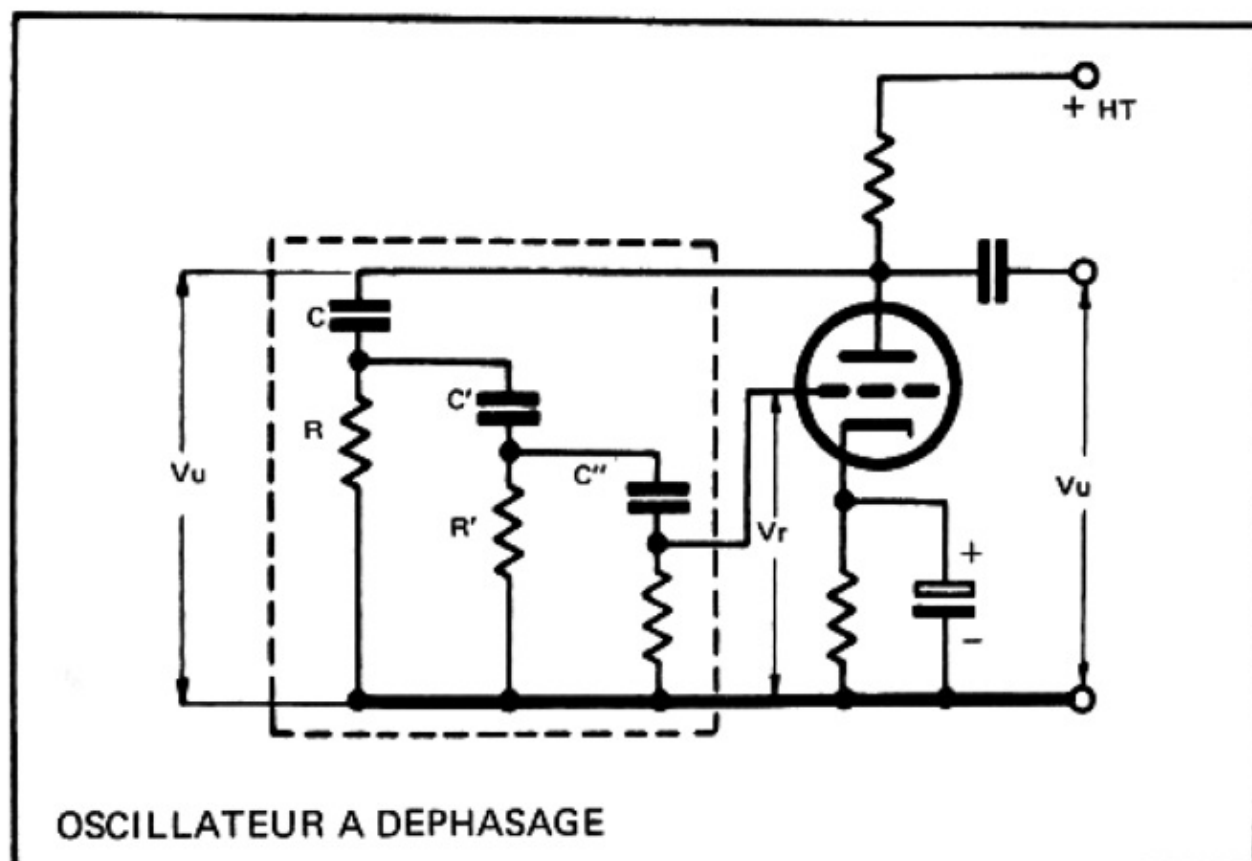 + HT
C
R
C′
R′
C″
Vu
Vr
Vu
+
−
OSCILLATEUR A DEPHASAGE